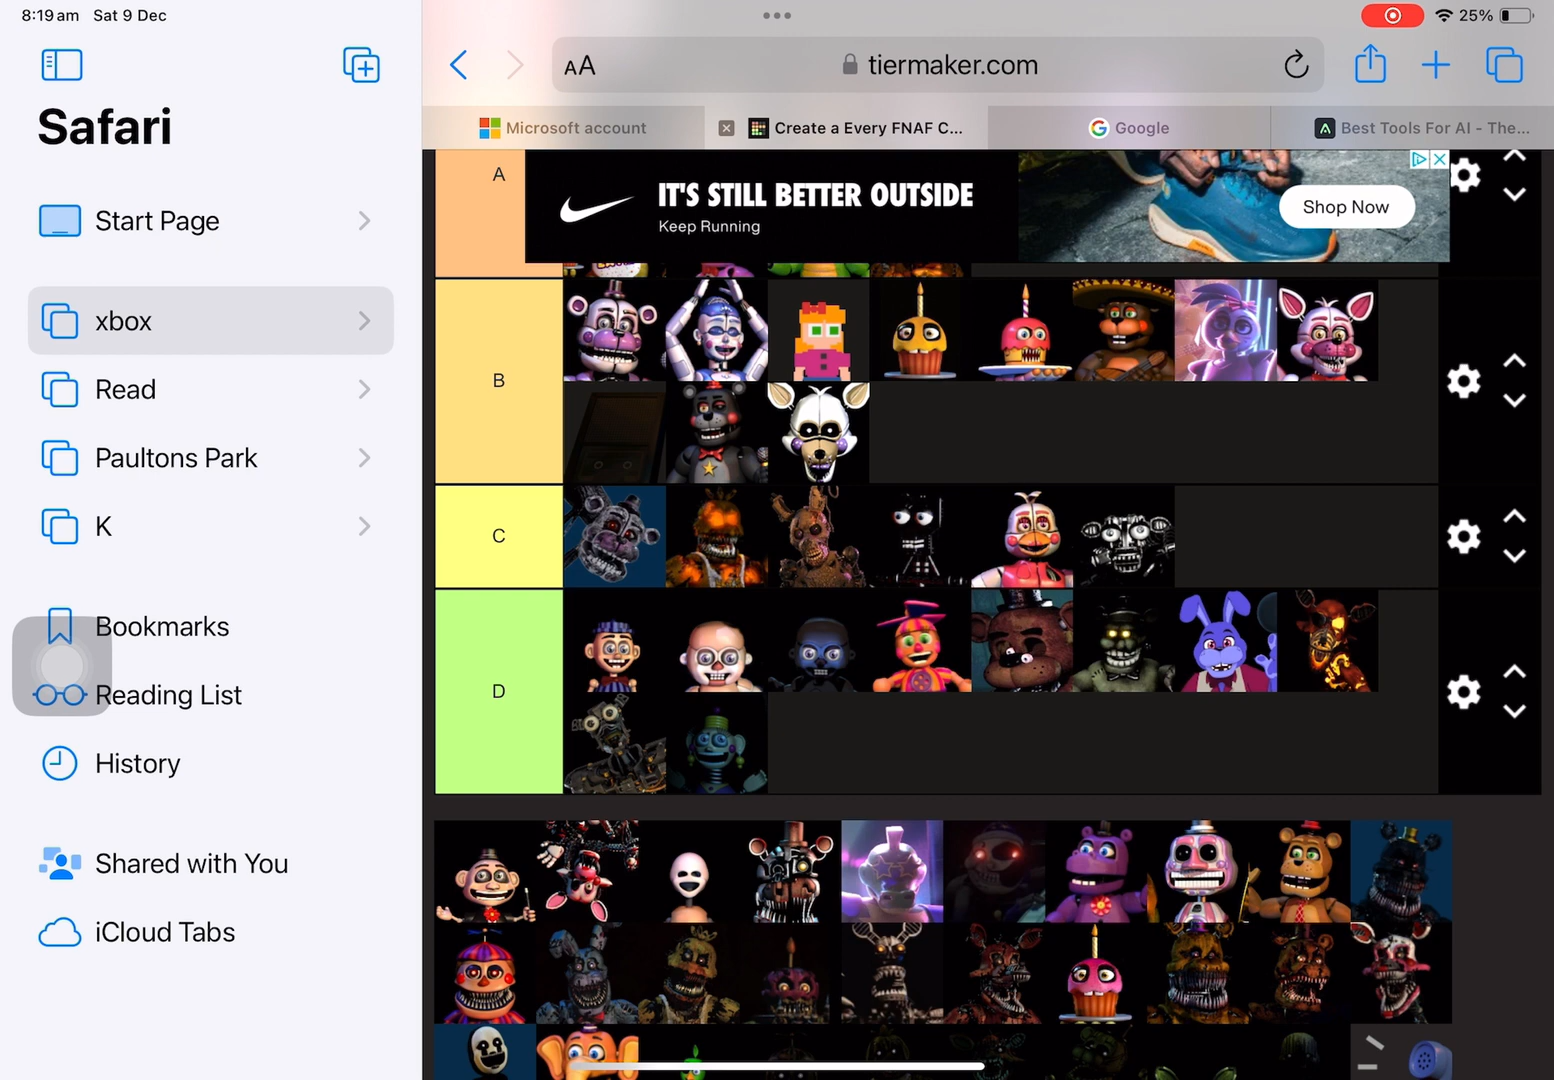 8:19 am Sat 9 Dec
25%
Safari
Start Page
xbox
Read
Paultons Park
K
Bookmarks
Reading List
History
Shared with You
iCloud Tabs
AA
tiermaker.com
Microsoft account
Create a Every FNAF C...
Google
Best Tools For AI - The...
A
IT'S STILL BETTER OUTSIDE
Keep Running
Shop Now
B
C
D